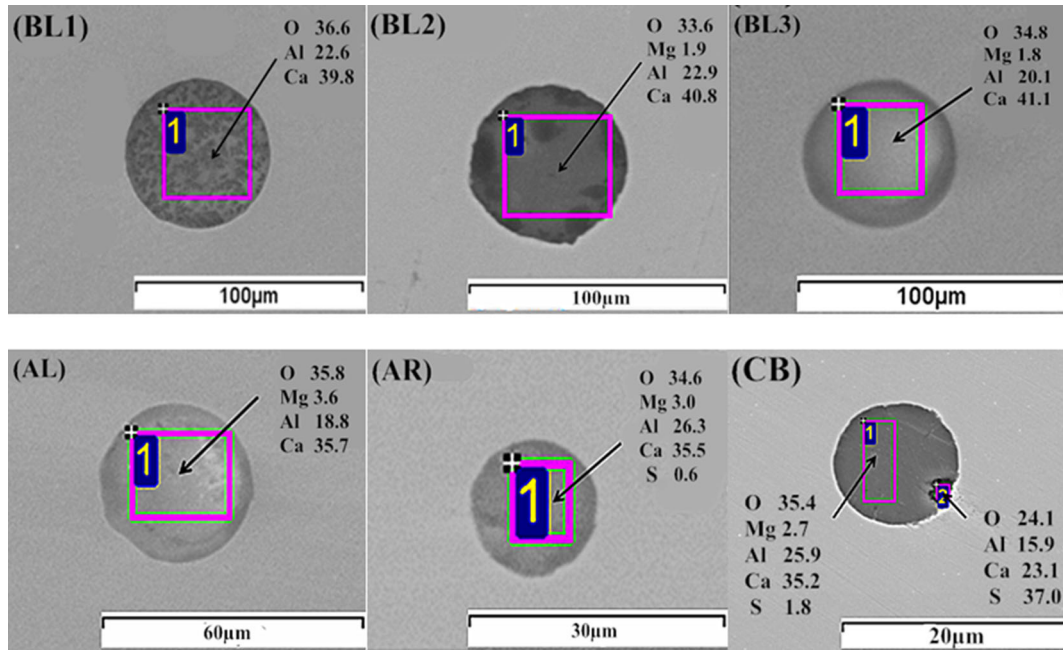 (BL1)
O 36.6
Al 22.6
Ca 39.8
1
100μm
(BL2)
O 33.6
Mg 1.9
Al 22.9
Ca 40.8
1
100μm
(BL3)
O 34.8
Mg 1.8
Al 20.1
Ca 41.1
1
100μm
(AL)
O 35.8
Mg 3.6
Al 18.8
Ca 35.7
1
60μm
(AR)
O 34.6
Mg 3.0
Al 26.3
Ca 35.5
S 0.6
1
30μm
(CB)
1
2
O 35.4
Mg 2.7
Al 25.9
Ca 35.2
S 1.8
O 24.1
Al 15.9
Ca 23.1
S 37.0
20μm